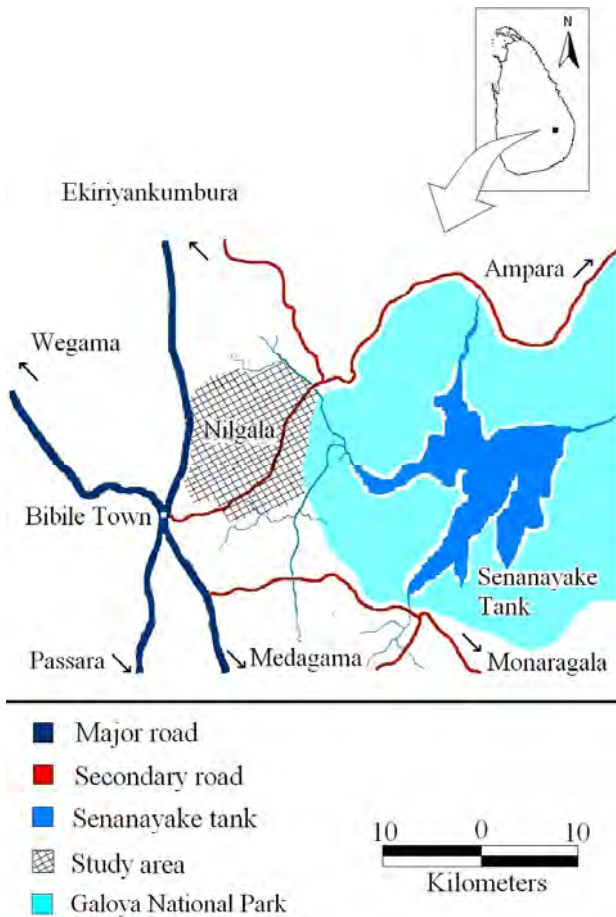 N
Ekiriyankumbura
Ampara
Wegama
Nilgala
Bibile Town
Senanayake
Tank
Passara
Medagama
Monaragala
Major road
Secondary road
Senanayake tank
Study area
Galoya National Park
10 0 10
Kilometers